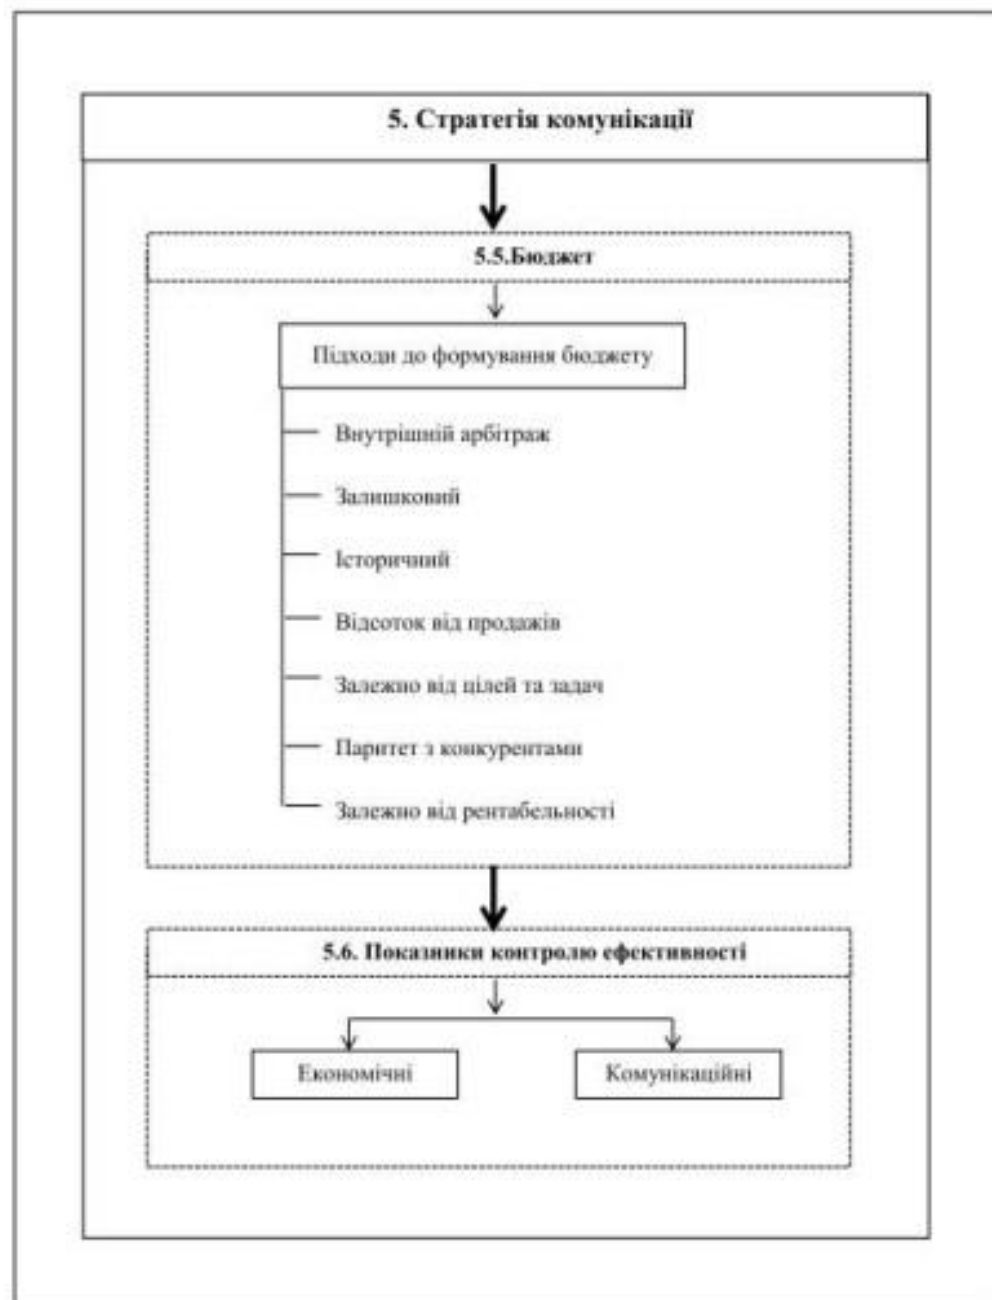 5. Стратегія комунікації
5.5.Бюджет
Підходи до формування бюджету
Внутрішній арбітраж
Залишковий
Історичний
Відсоток від продажів
Залежно від цілей та задач
Паритет з конкурентами
Залежно від рентабельності
5.6. Показники контролю ефективності
Економічні
Комунікаційні